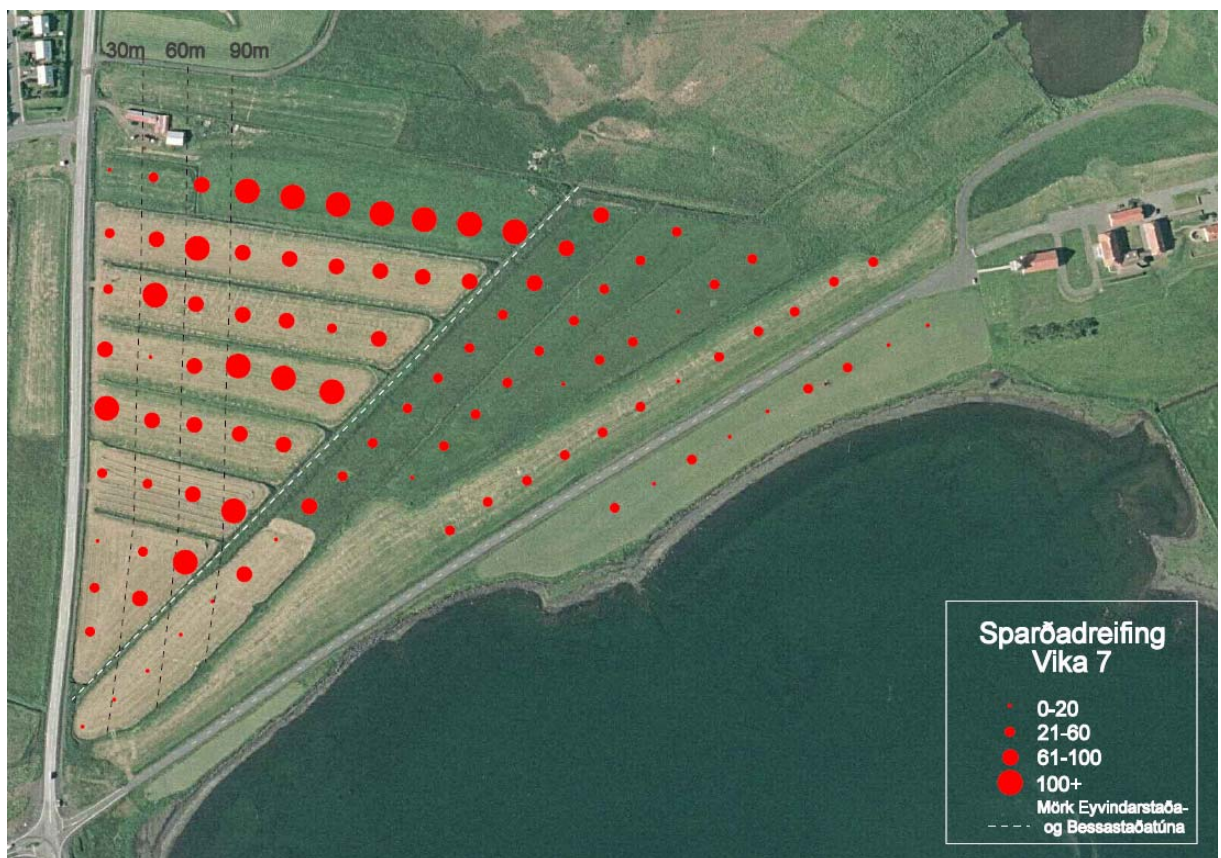 30m 60m 90m
Sparðadreifing
Vika 7
0-20
21-60
61-100
100+
Mörk Eyvindarstaða-
og Bessastaðatúna